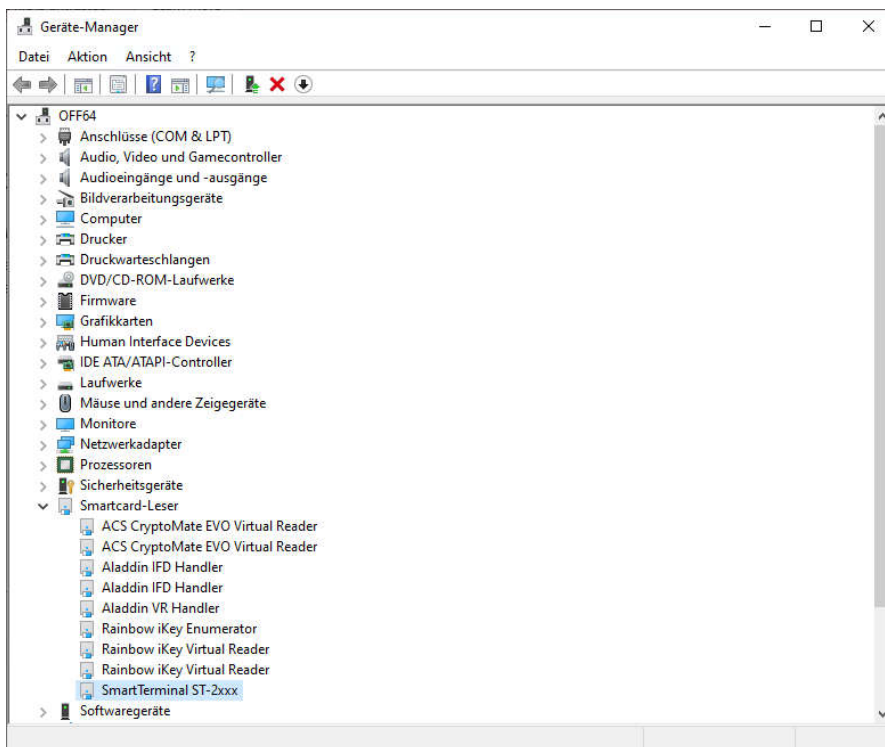 Geräte-Manager
Datei Aktion Ansicht ?
OFF64
Anschlüsse (COM & LPT)
Audio, Video und Gamecontroller
Audioeingänge und -ausgänge
Bildverarbeitungsgeräte
Computer
Drucker
Druckwarteschlangen
DVD/CD-ROM-Laufwerke
Firmware
Grafikkarten
Human Interface Devices
IDE ATA/ATAPI-Controller
Laufwerke
Mäuse und andere Zeigegeräte
Monitore
Netzwerkadapter
Prozessoren
Sicherheitsgeräte
Smartcard-Leser
ACS CryptoMate EVO Virtual Reader
ACS CryptoMate EVO Virtual Reader
Aladdin IFD Handler
Aladdin IFD Handler
Aladdin VR Handler
Rainbow iKey Enumerator
Rainbow iKey Virtual Reader
Rainbow iKey Virtual Reader
SmartTerminal ST-2xxx
Softwaregeräte